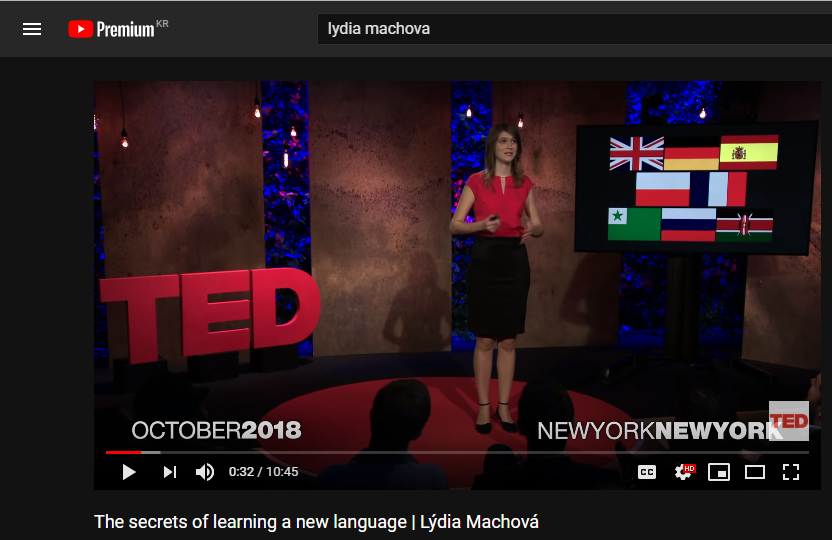 Premium KR
lydia machova
TED
OCTOBER2018
NEWYORKNEWYORK
TED
0:32 / 10:45
CC
HD
The secrets of learning a new language | Lýdia Machová